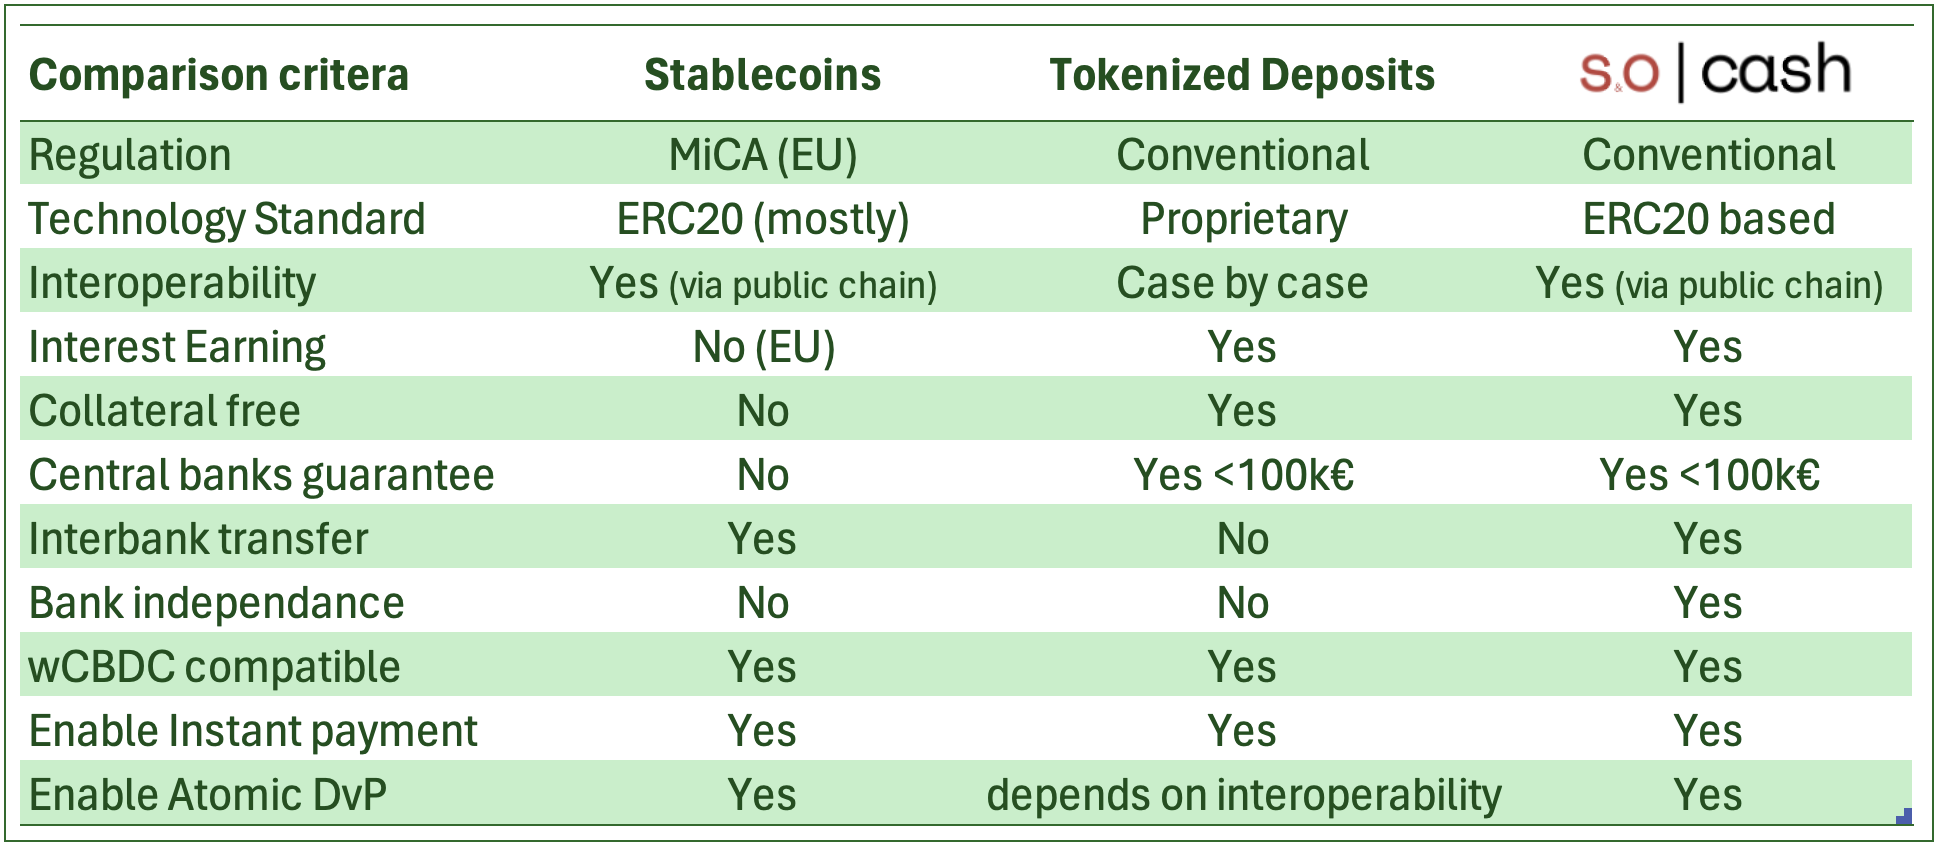 Comparison critera Stablecoins Tokenized Deposits S&O | cash
Regulation MiCA (EU) Conventional Conventional
Technology Standard ERC20 (mostly) Proprietary ERC20 based
Interoperability Yes (via public chain) Case by case Yes (via public chain)
Interest Earning No (EU) Yes Yes
Collateral free No Yes Yes
Central banks guarantee No Yes <100k€ Yes <100k€
Interbank transfer Yes No Yes
Bank independance No No Yes
wCBDC compatible Yes Yes Yes
Enable Instant payment Yes Yes Yes
Enable Atomic DvP Yes depends on interoperability Yes